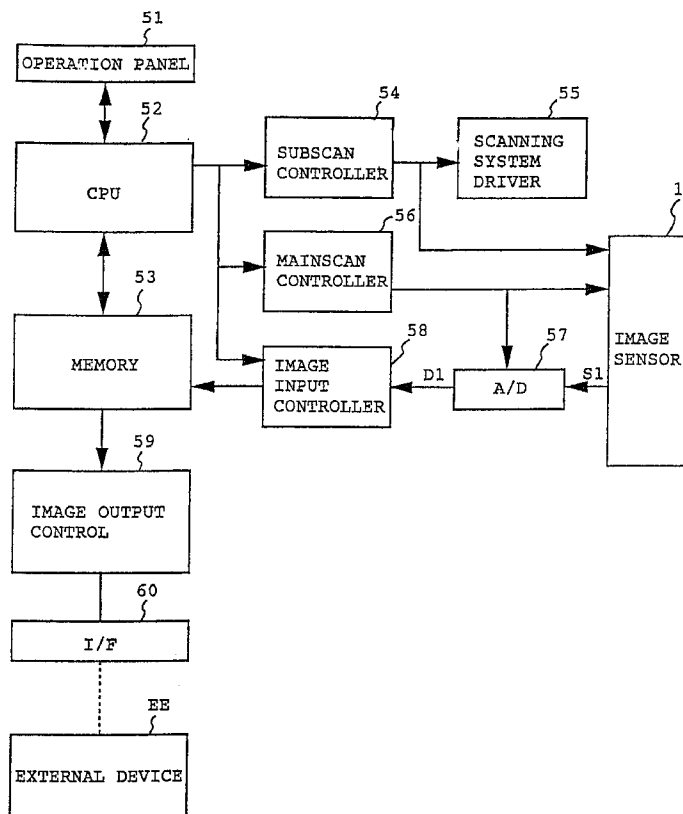 51
OPERATION PANEL
52
CPU
54
SUBSCAN
CONTROLLER
55
SCANNING
SYSTEM
DRIVER
56
MAINSCAN
CONTROLLER
1
IMAGE
SENSOR
53
MEMORY
58
IMAGE
INPUT
CONTROLLER
D1
57
A/D
S1
59
IMAGE OUTPUT
CONTROL
60
I/F
EE
EXTERNAL DEVICE